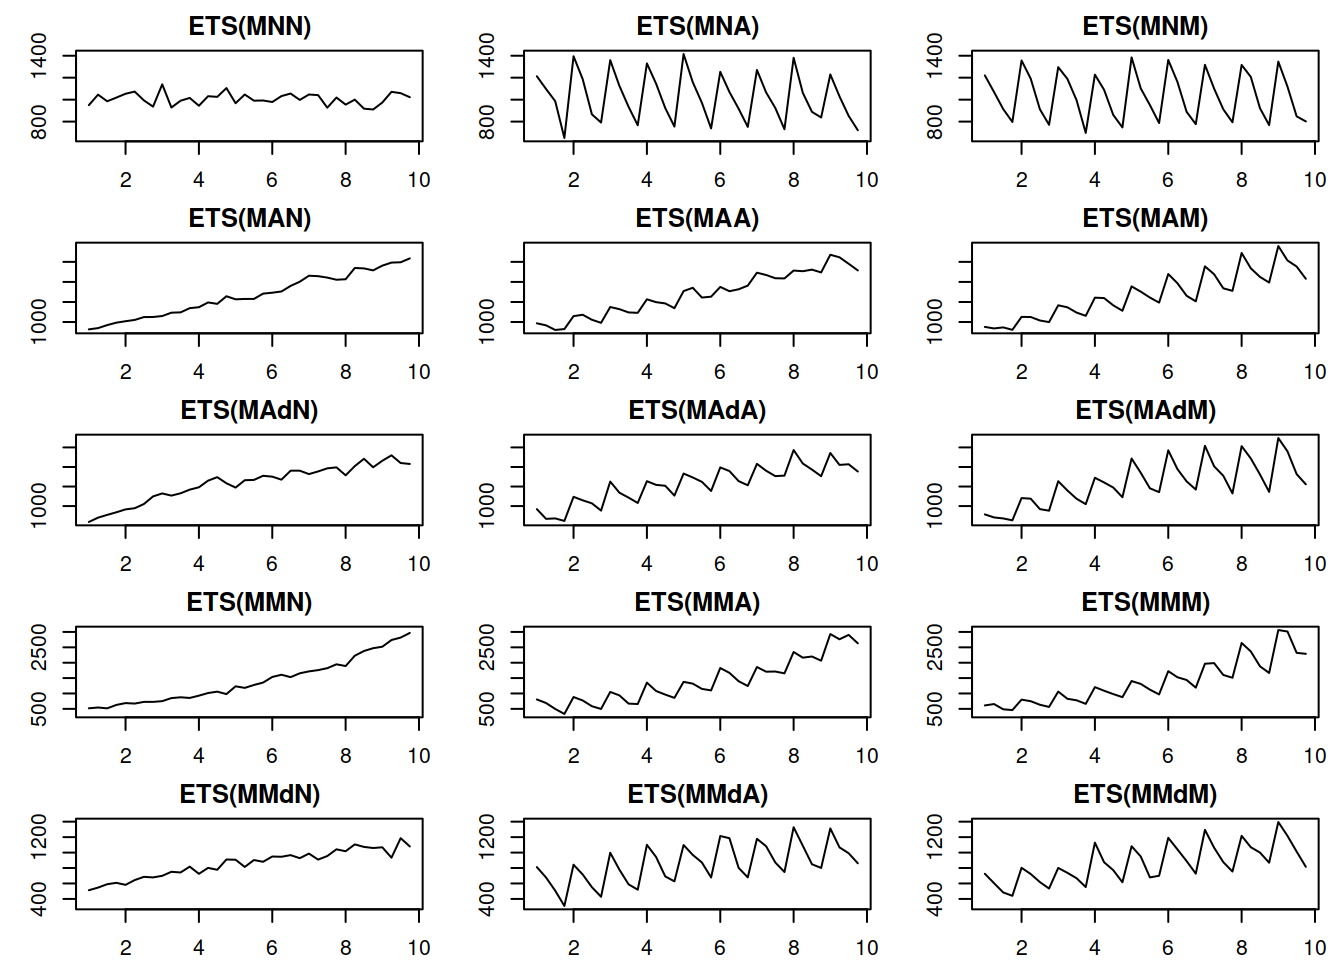 ETS(MNN) ETS(MNA) ETS(MNM)
800 1400 800 1400 800 1400
2 4 6 8 10 2 4 6 8 10 2 4 6 8 10
ETS(MAN) ETS(MAA) ETS(MAM)
1000 1000 1000
2 4 6 8 10 2 4 6 8 10 2 4 6 8 10
ETS(MAdN) ETS(MAdA) ETS(MAdM)
1000 1000 1000
2 4 6 8 10 2 4 6 8 10 2 4 6 8 10
ETS(MMN) ETS(MMA) ETS(MMM)
500 2500 500 2500 500 2500
2 4 6 8 10 2 4 6 8 10 2 4 6 8 10
ETS(MMdN) ETS(MMdA) ETS(MMdM)
400 1200 400 1200 400 1200
2 4 6 8 10 2 4 6 8 10 2 4 6 8 10